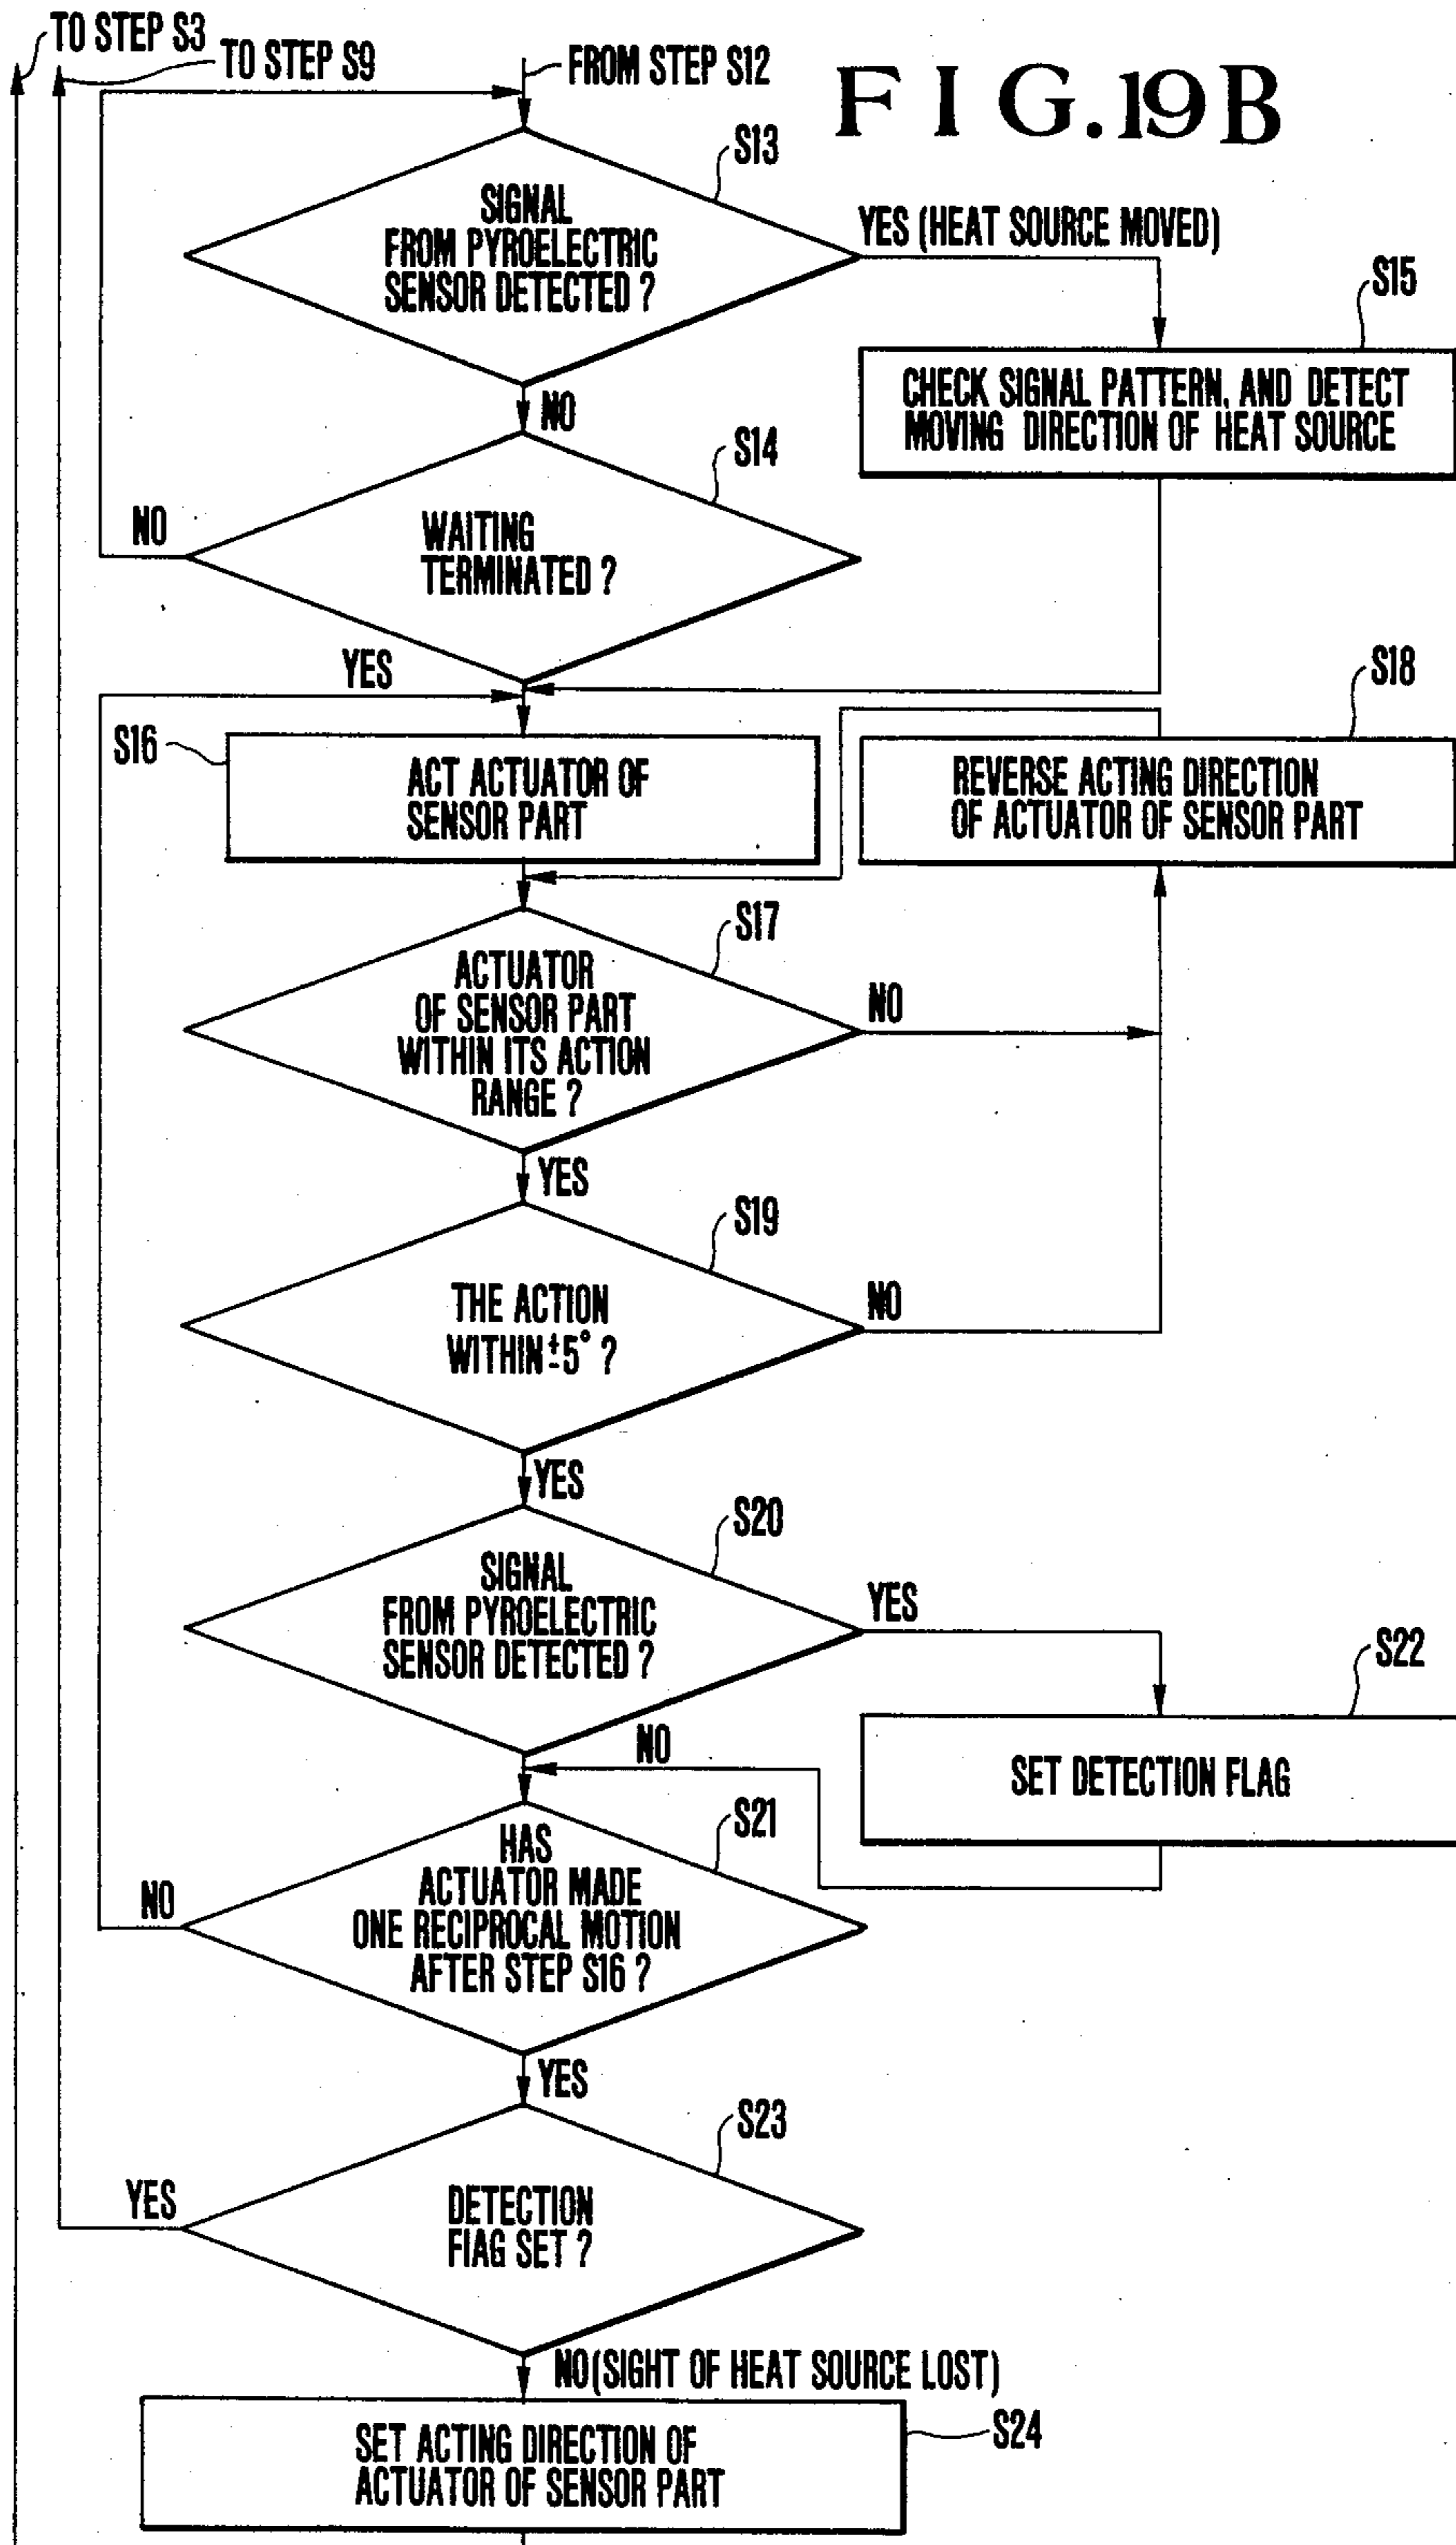 TO STEP S3
TO STEP S9
FROM STEP S12
FIG.19B
S13
SIGNAL
FROM PYROELECTRIC
SENSOR DETECTED ?
YES (HEAT SOURCE MOVED)
S15
CHECK SIGNAL PATTERN, AND DETECT
MOVING DIRECTION OF HEAT SOURCE
NO
S14
NO
WAITING
TERMINATED ?
YES
S18
S16
ACT ACTUATOR OF
SENSOR PART
REVERSE ACTING DIRECTION
OF ACTUATOR OF SENSOR PART
S17
ACTUATOR
OF SENSOR PART
WITHIN ITS ACTION
RANGE ?
NO
YES
S19
THE ACTION
WITHIN ±5° ?
NO
YES
S20
SIGNAL
FROM PYROELECTRIC
SENSOR DETECTED ?
YES
S22
NO
SET DETECTION FLAG
S21
HAS
ACTUATOR MADE
ONE RECIPROCAL MOTION
AFTER STEP S16 ?
NO
YES
S23
YES
DETECTION
FIAG SET ?
NO(SIGHT OF HEAT SOURCE LOST)
S24
SET ACTING DIRECTION OF
ACTUATOR OF SENSOR PART